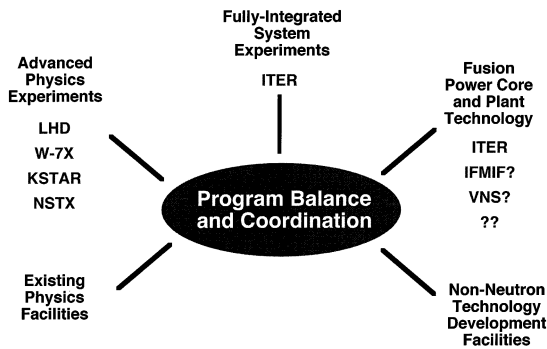 Fully-Integrated
System
Experiments
ITER
Advanced
Physics
Experiments
LHD
W-7X
KSTAR
NSTX
Fusion
Power Core
and Plant
Technology
ITER
IFMIF?
VNS?
??
Program Balance
and Coordination
Existing
Physics
Facilities
Non-Neutron
Technology
Development
Facilities